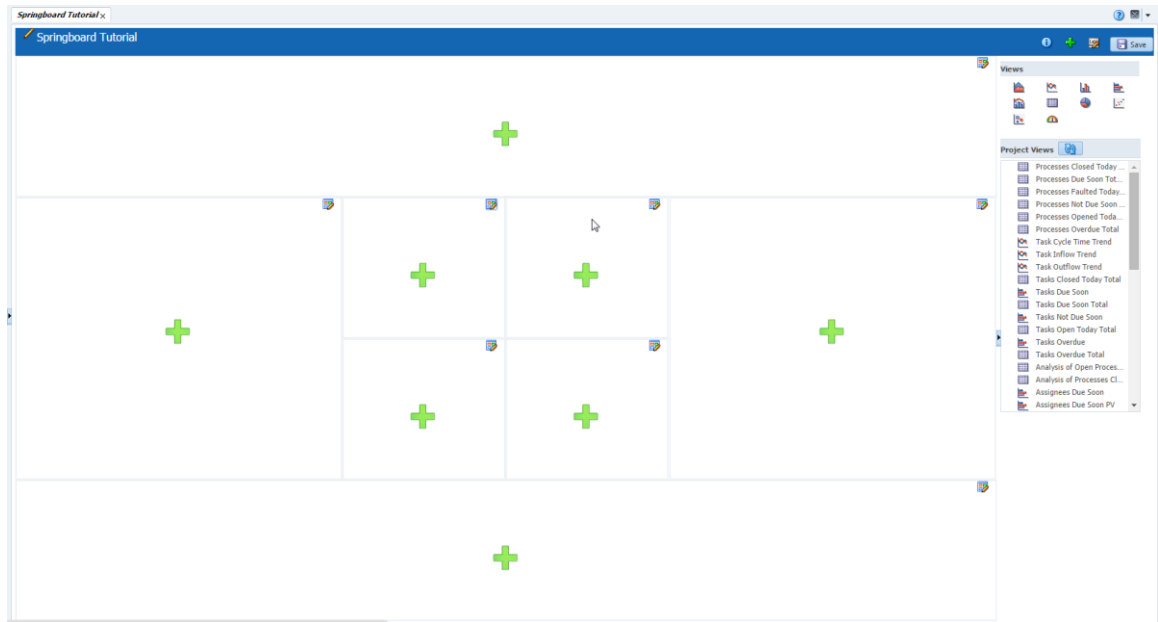 Springboard Tutorial x
Springboard Tutorial
Save
Views
Project Views
Processes Closed Today ...
Processes Due Soon Tot...
Processes Faulted Today...
Processes Not Due Soon ...
Processes Opened Toda...
Processes Overdue Total
Task Cycle Time Trend
Task Inflow Trend
Task Outflow Trend
Tasks Closed Today Total
Tasks Due Soon
Tasks Due Soon Total
Tasks Not Due Soon
Tasks Open Today Total
Tasks Overdue
Tasks Overdue Total
Analysis of Open Proces...
Analysis of Processes Cl...
Assignees Due Soon
Assignees Due Soon PV